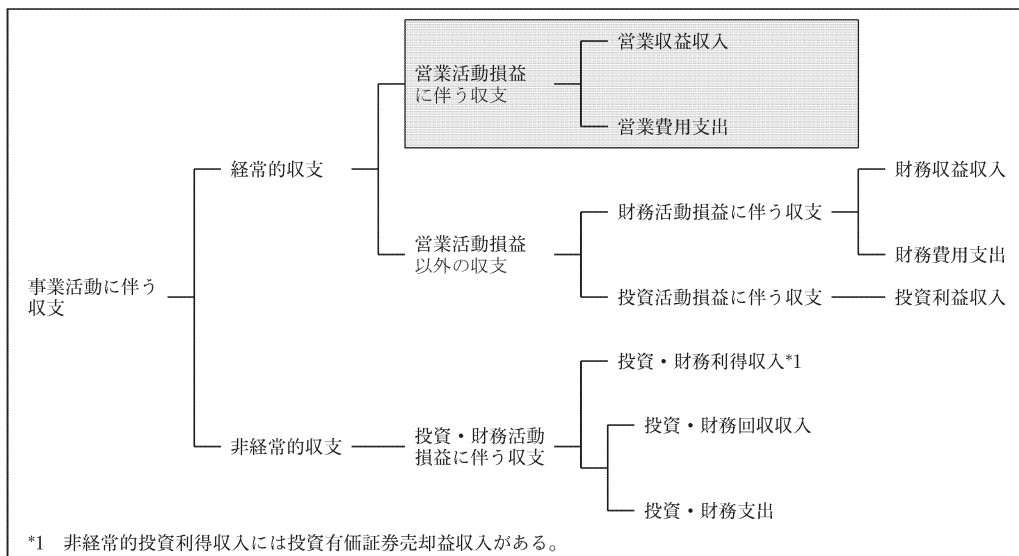 営業収益収入
営業活動損益
に伴う収支
営業費用支出
経常的収支
財務収益収入
財務活動損益に伴う収支
営業活動損益
以外の収支
財務費用支出
事業活動に伴う
収支
投資活動損益に伴う収支
投資利益収入
投資・財務利得収入*1
投資・財務回収収入
非経常的収支
投資・財務活動
損益に伴う収支
投資・財務支出
*1 非経常的投資利得収入には投資有価証券売却益収入がある。